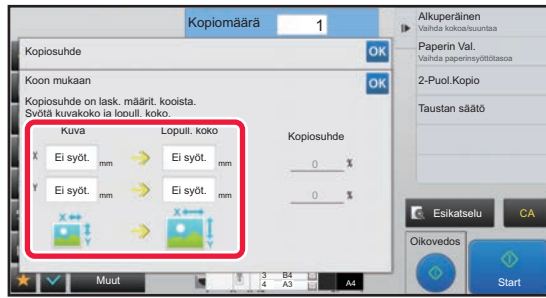 Kopiomäärä 1
Kopiosuhde OK
Koon mukaan OK
Kopiosuhde on lask. määrit. kooista.
Syötä kuvakoko ja lopull. koko.
Kuva Lopull. koko Kopiosuhde
X Ei syöt. mm Ei syöt. mm 0 %
Y Ei syöt. mm Ei syöt. mm 0 %
X Y X Y
Muut
3 B4
4 A3
A4
Alkuperäinen
Vaihda kokoa/suuntaa
Paperin Val.
Vaihda paperinsyöttötasoa
2-Puol.Kopio
Taustan säätö
Esikatselu CA
Oikovedos
Start